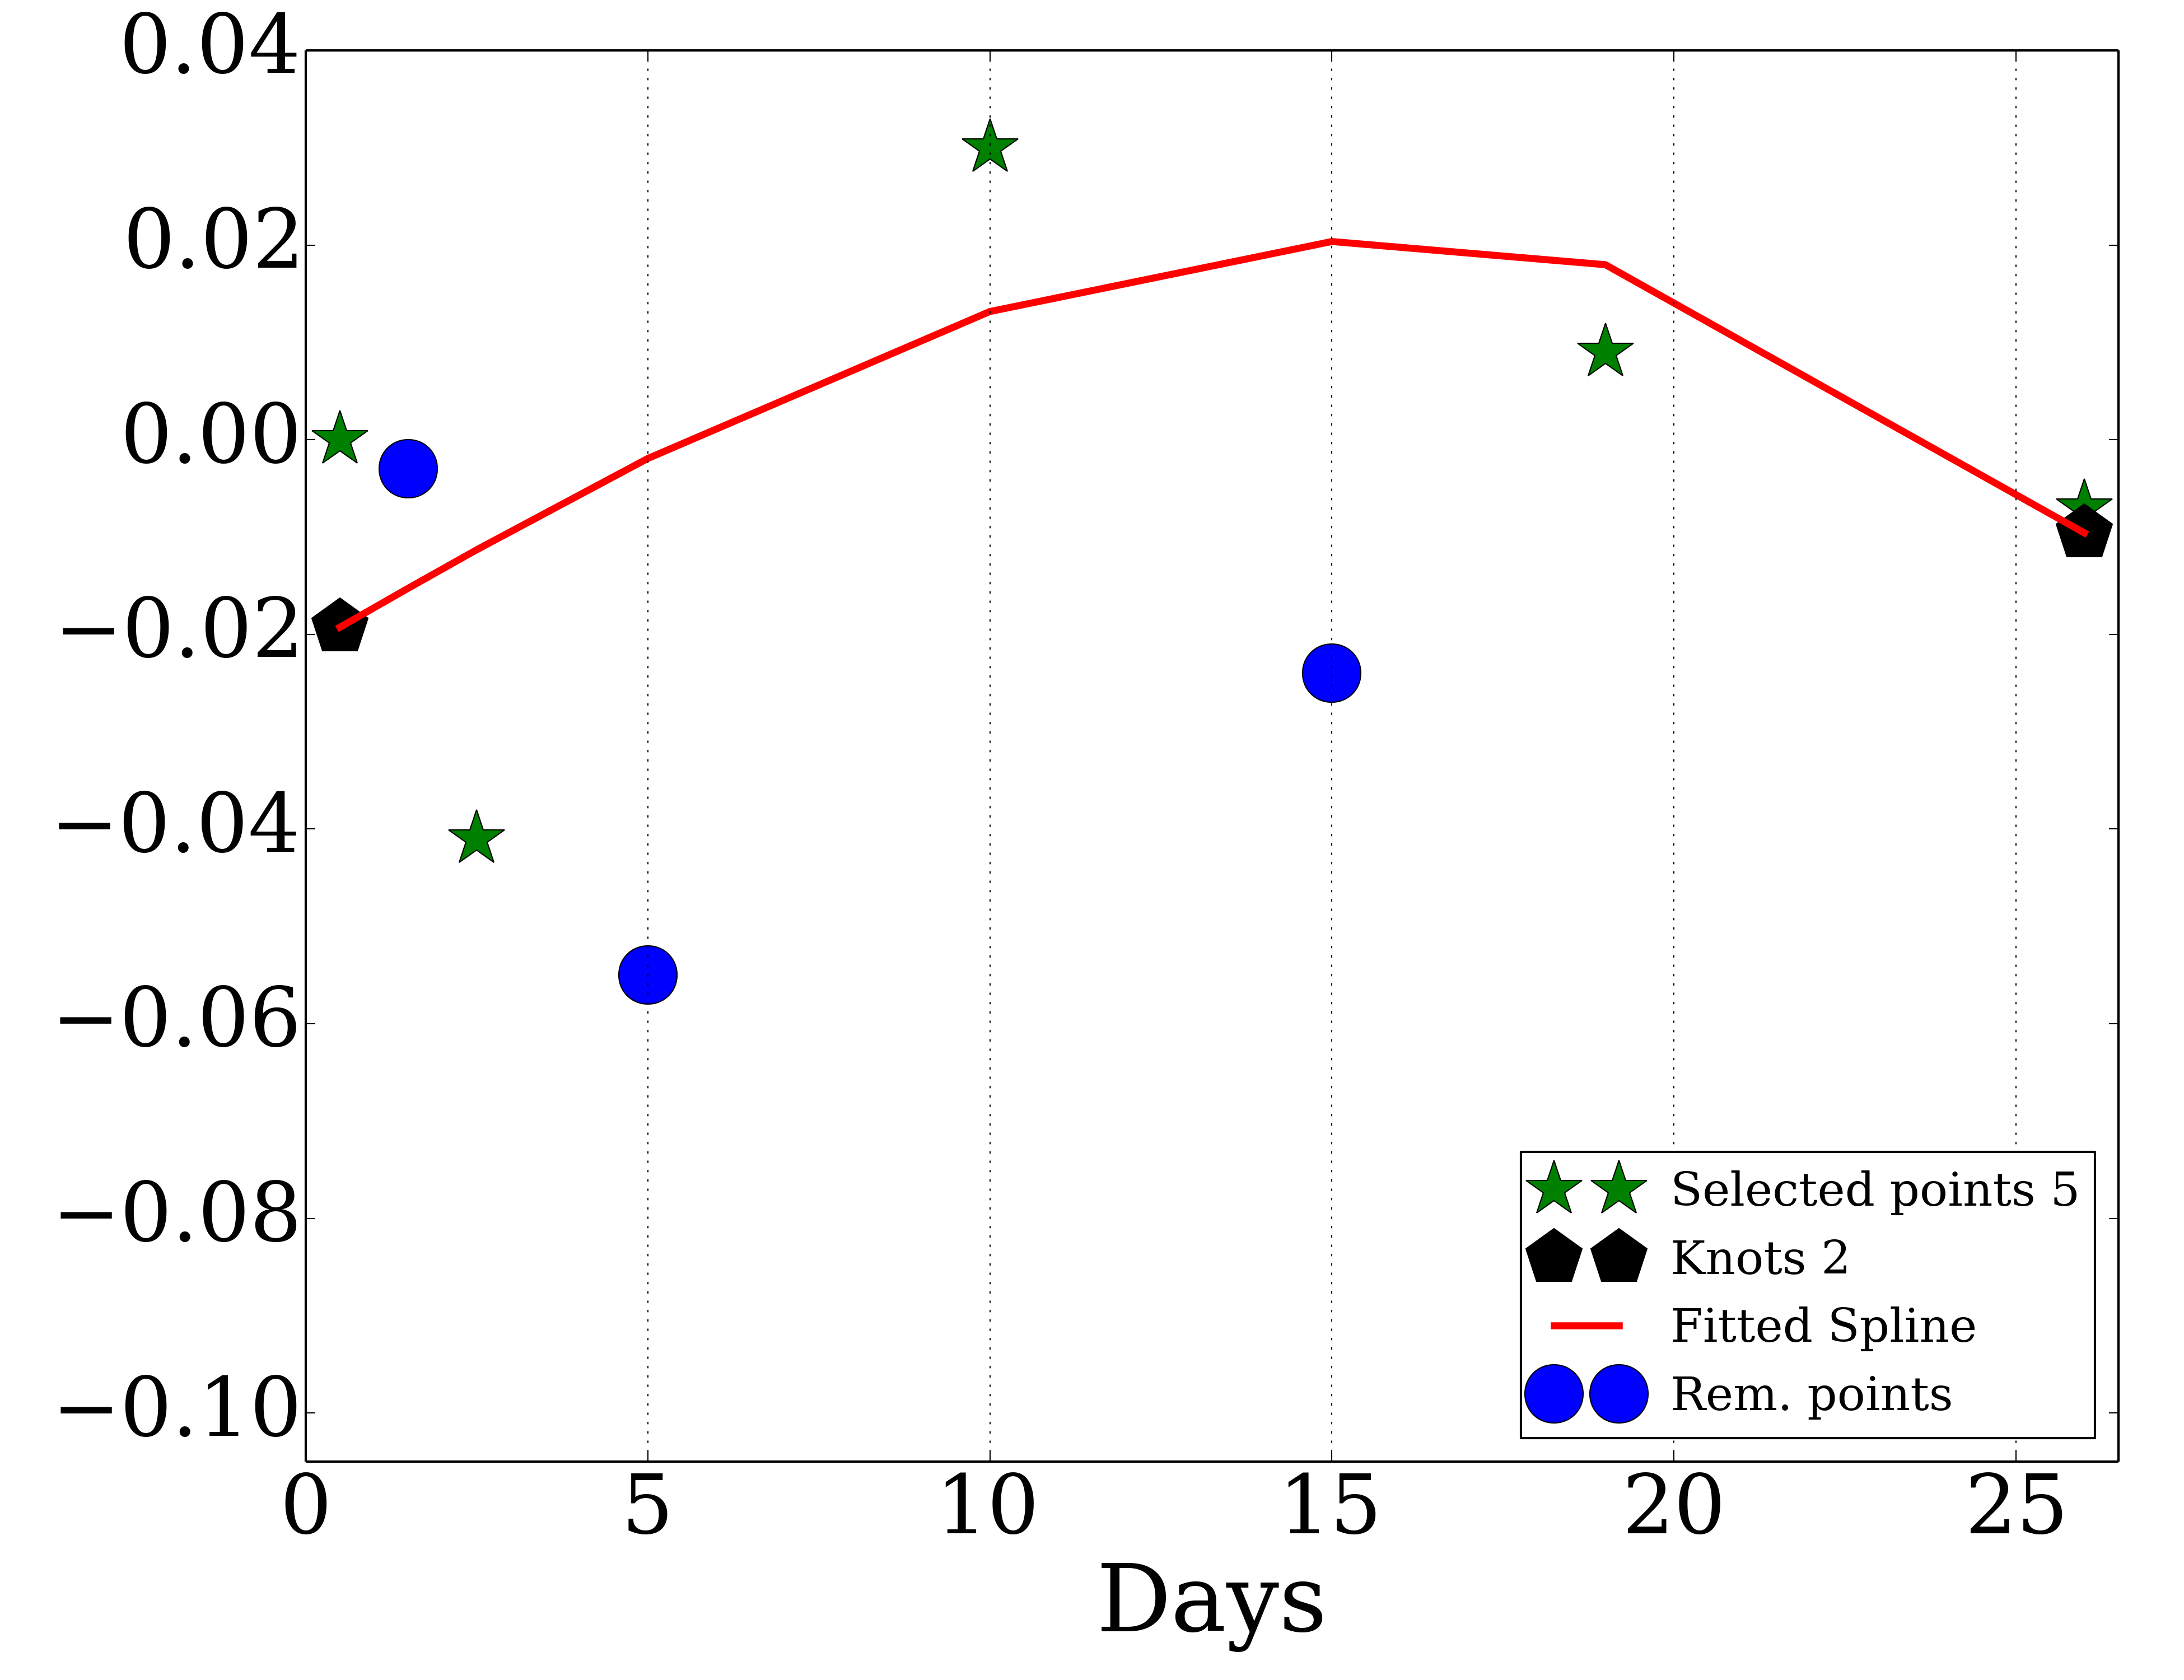 0.04
0.02
0.00
−0.02
−0.04
−0.06
−0.08
−0.10
0 5 10 15 20 25
Days
Selected points 5
Knots 2
Fitted Spline
Rem. points